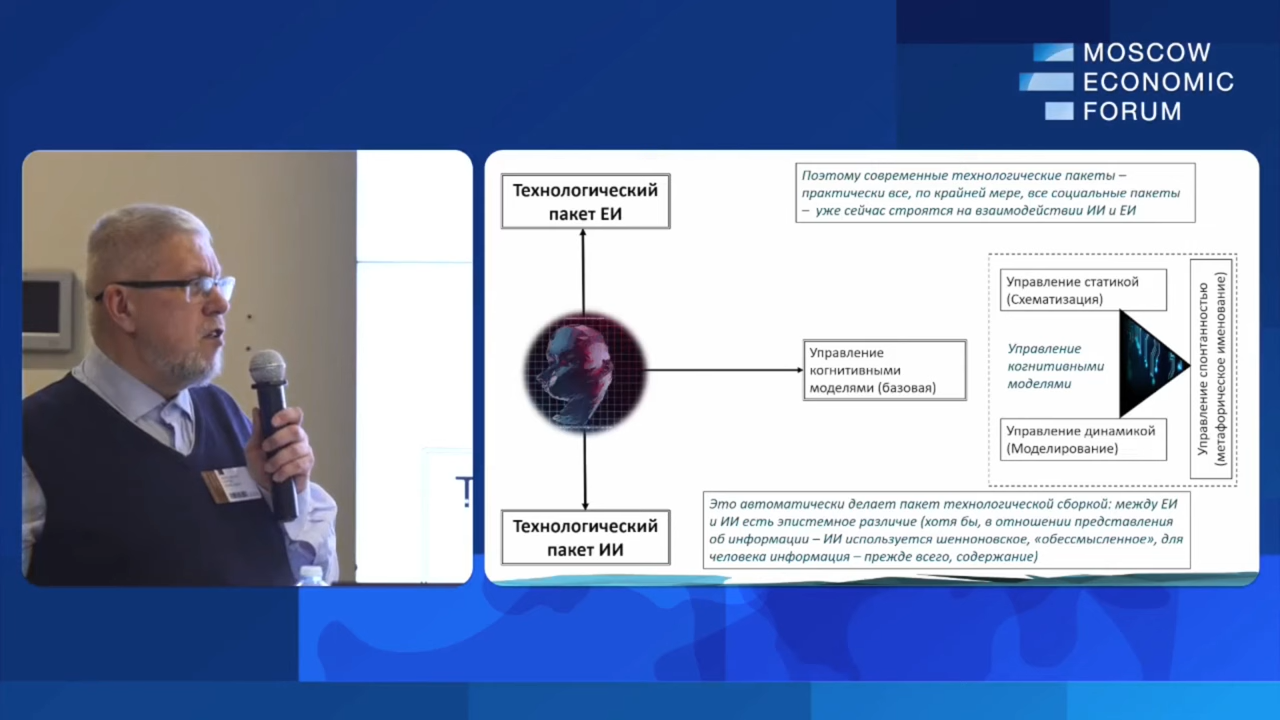 MOSCOW
ECONOMIC
FORUM
Технологический
пакет ЕИ
Поэтому современные технологические пакеты –
практически все, по крайней мере, все социальные пакеты
– уже сейчас строятся на взаимодействии ИИ и ЕИ
Управление статикой
(Схематизация)
Управление
когнитивными
моделями (базовая)
Управление
когнитивными
моделями
Управление спонтанностью
(метафорическое именование)
Управление динамикой
(Моделирование)
Технологический
пакет ИИ
Это автоматически делает пакет технологической сборкой: между ЕИ
и ИИ есть эпистемное различие (хотя бы, в отношении представления
об информации – ИИ используется шенноновское, «обессмысленное», для
человека информация – прежде всего, содержание)